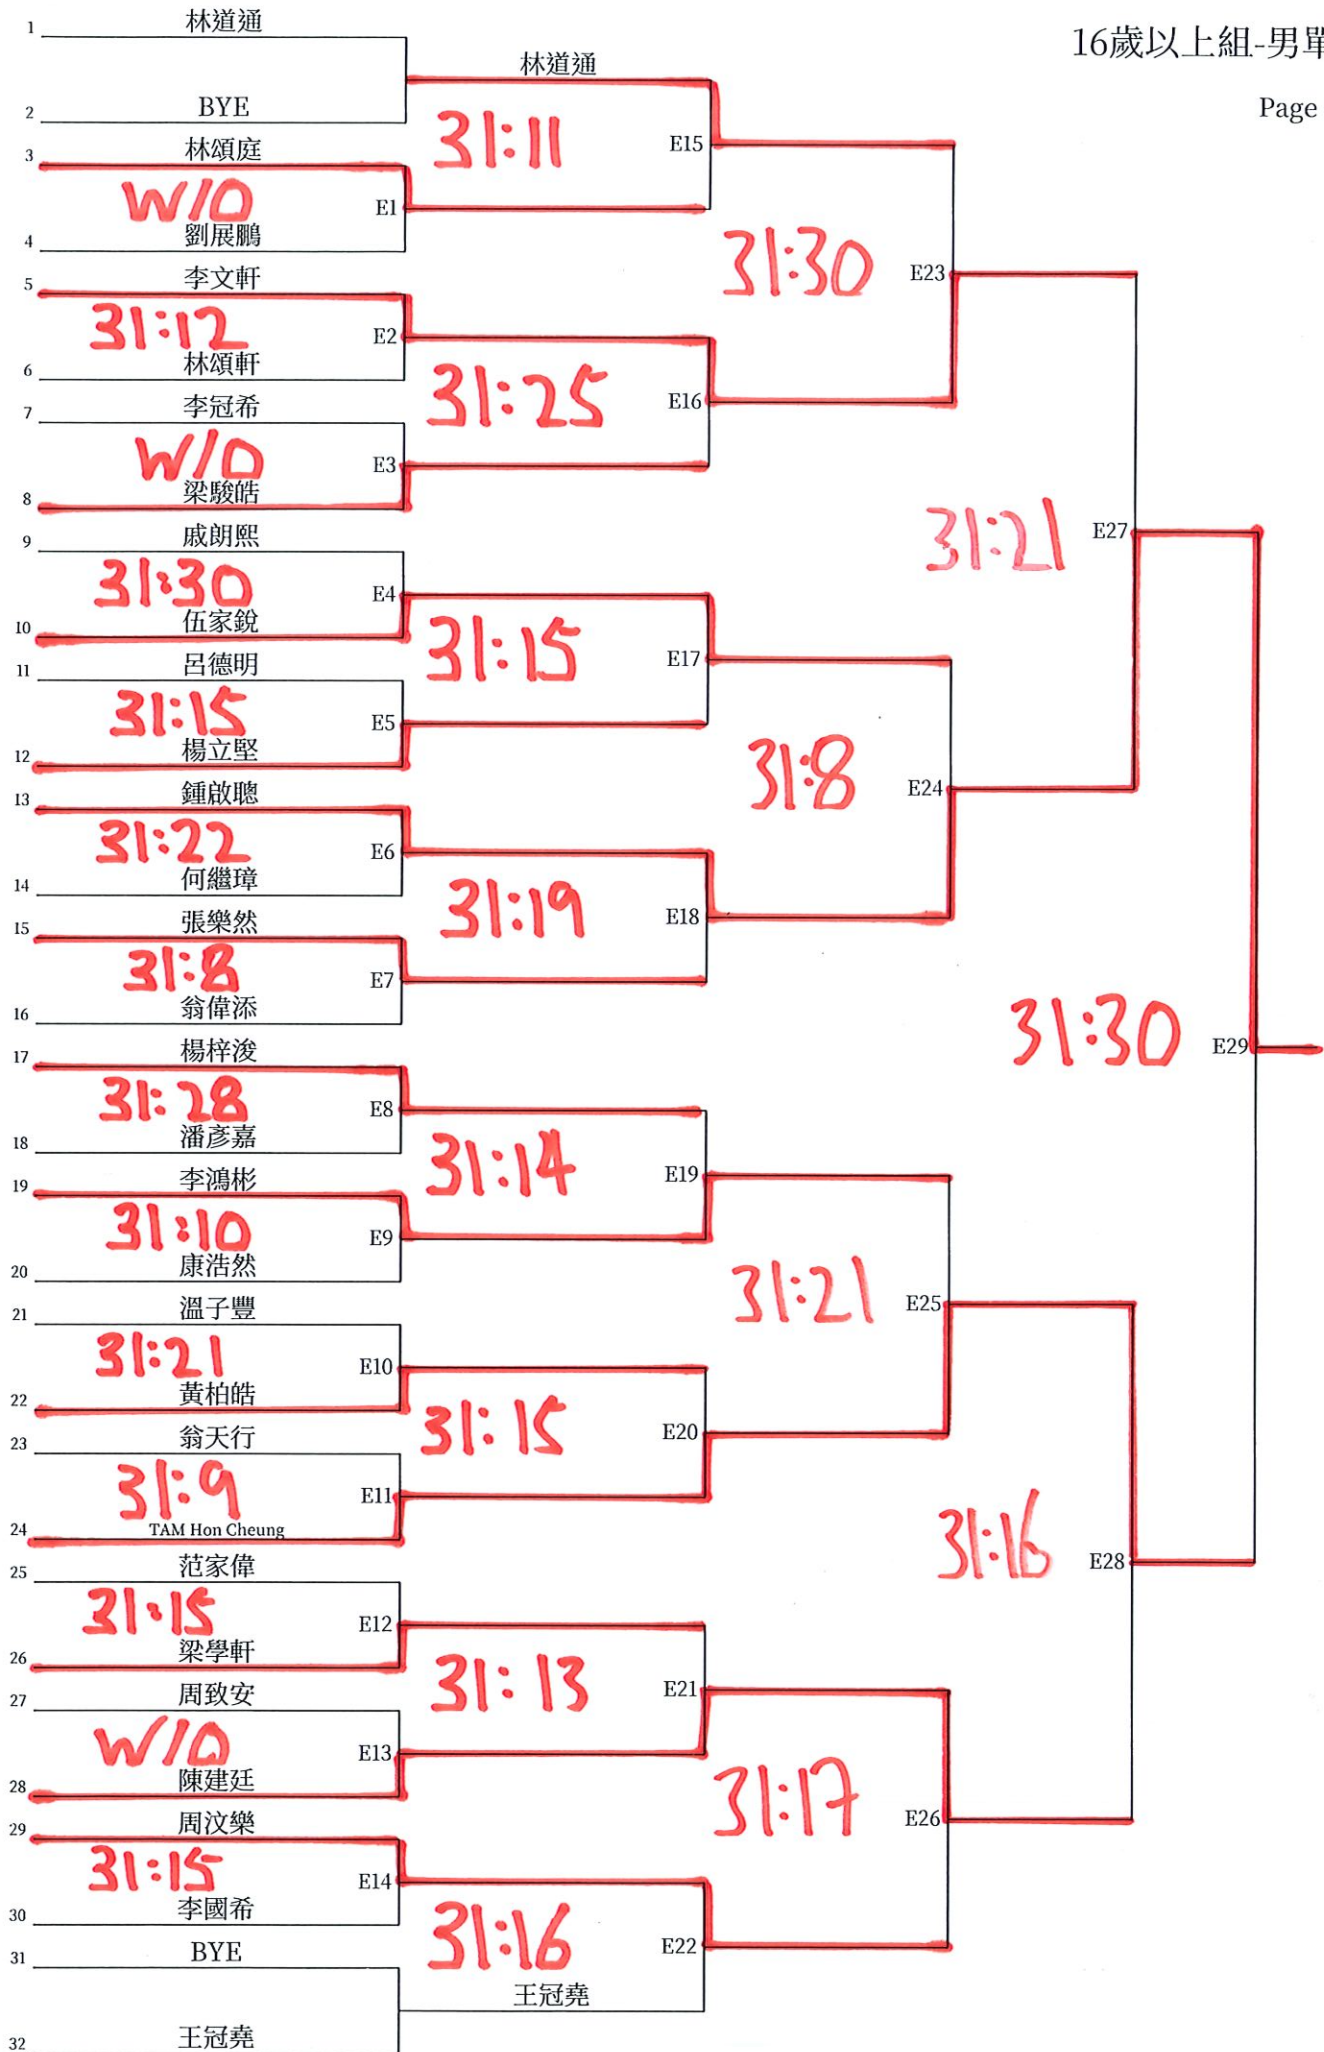 16歲以上組-男單
Page
1 林道通
林道通
2 BYE
31:11
E15
3 林頌庭
W/O
E1
4 劉展鵬
31:30
E23
5 李文軒
31:12
E2
6 林頌軒
31:25
E16
7 李冠希
W/O
E3
8 梁駿皓
31:21
E27
9 戚朗熙
31:30
E4
10 伍家銳
31:15
E17
11 呂德明
31:15
E5
12 楊立堅
31:8
E24
13 鍾啟聰
31:22
E6
14 何繼璋
31:19
E18
15 張樂然
31:8
E7
16 翁偉添
31:30
E29
17 楊梓浚
31:28
E8
18 潘彥嘉
31:14
E19
19 李鴻彬
31:10
E9
20 康浩然
31:21
E25
21 溫子豐
31:21
E10
22 黃柏皓
31:15
E20
23 翁天行
31:9
E11
24 TAM Hon Cheung
31:16
E28
25 范家偉
31:15
E12
26 梁學軒
31:13
E21
27 周致安
W/O
E13
28 陳建廷
31:17
E26
29 周汶樂
31:15
E14
30 李國希
31:16
E22
31 BYE
王冠堯
32 王冠堯